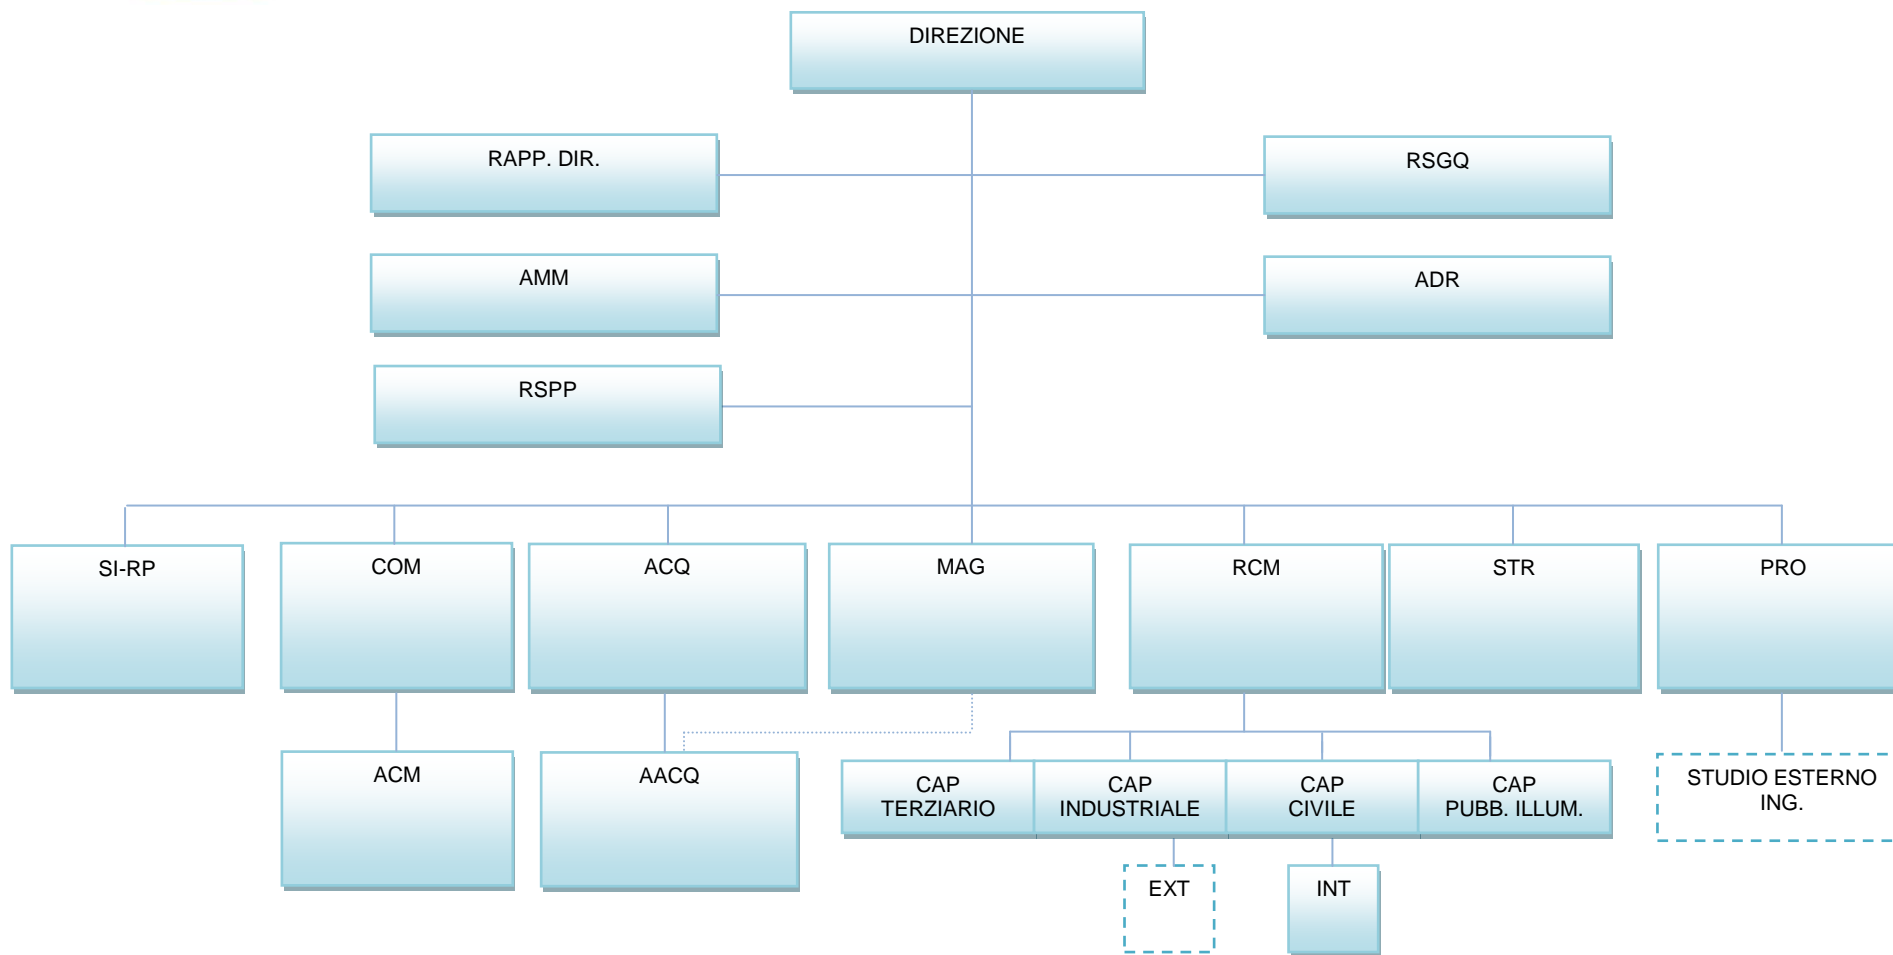 DIREZIONE
RAPP. DIR.
RSGQ
AMM
ADR
RSPP
SI-RP
COM
ACQ
MAG
RCM
STR
PRO
ACM
AACQ
CAP
TERZIARIO
CAP
INDUSTRIALE
CAP
CIVILE
CAP
PUBB. ILLUM.
STUDIO ESTERNO
ING.
EXT
INT